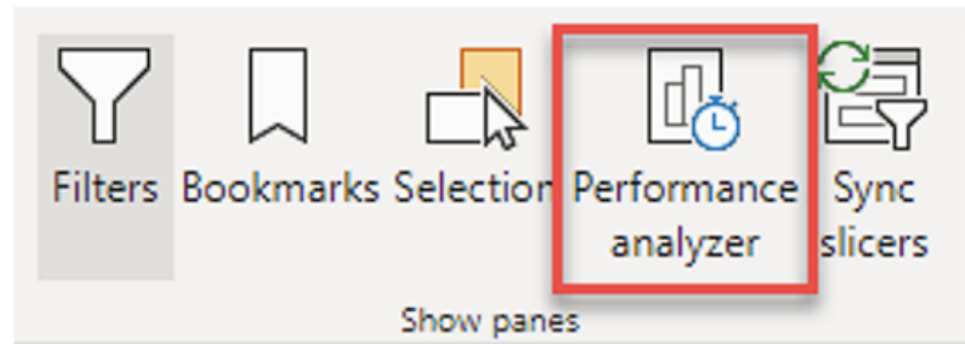 Filters Bookmarks Selection Performance Sync
analyzer slicers
Show panes